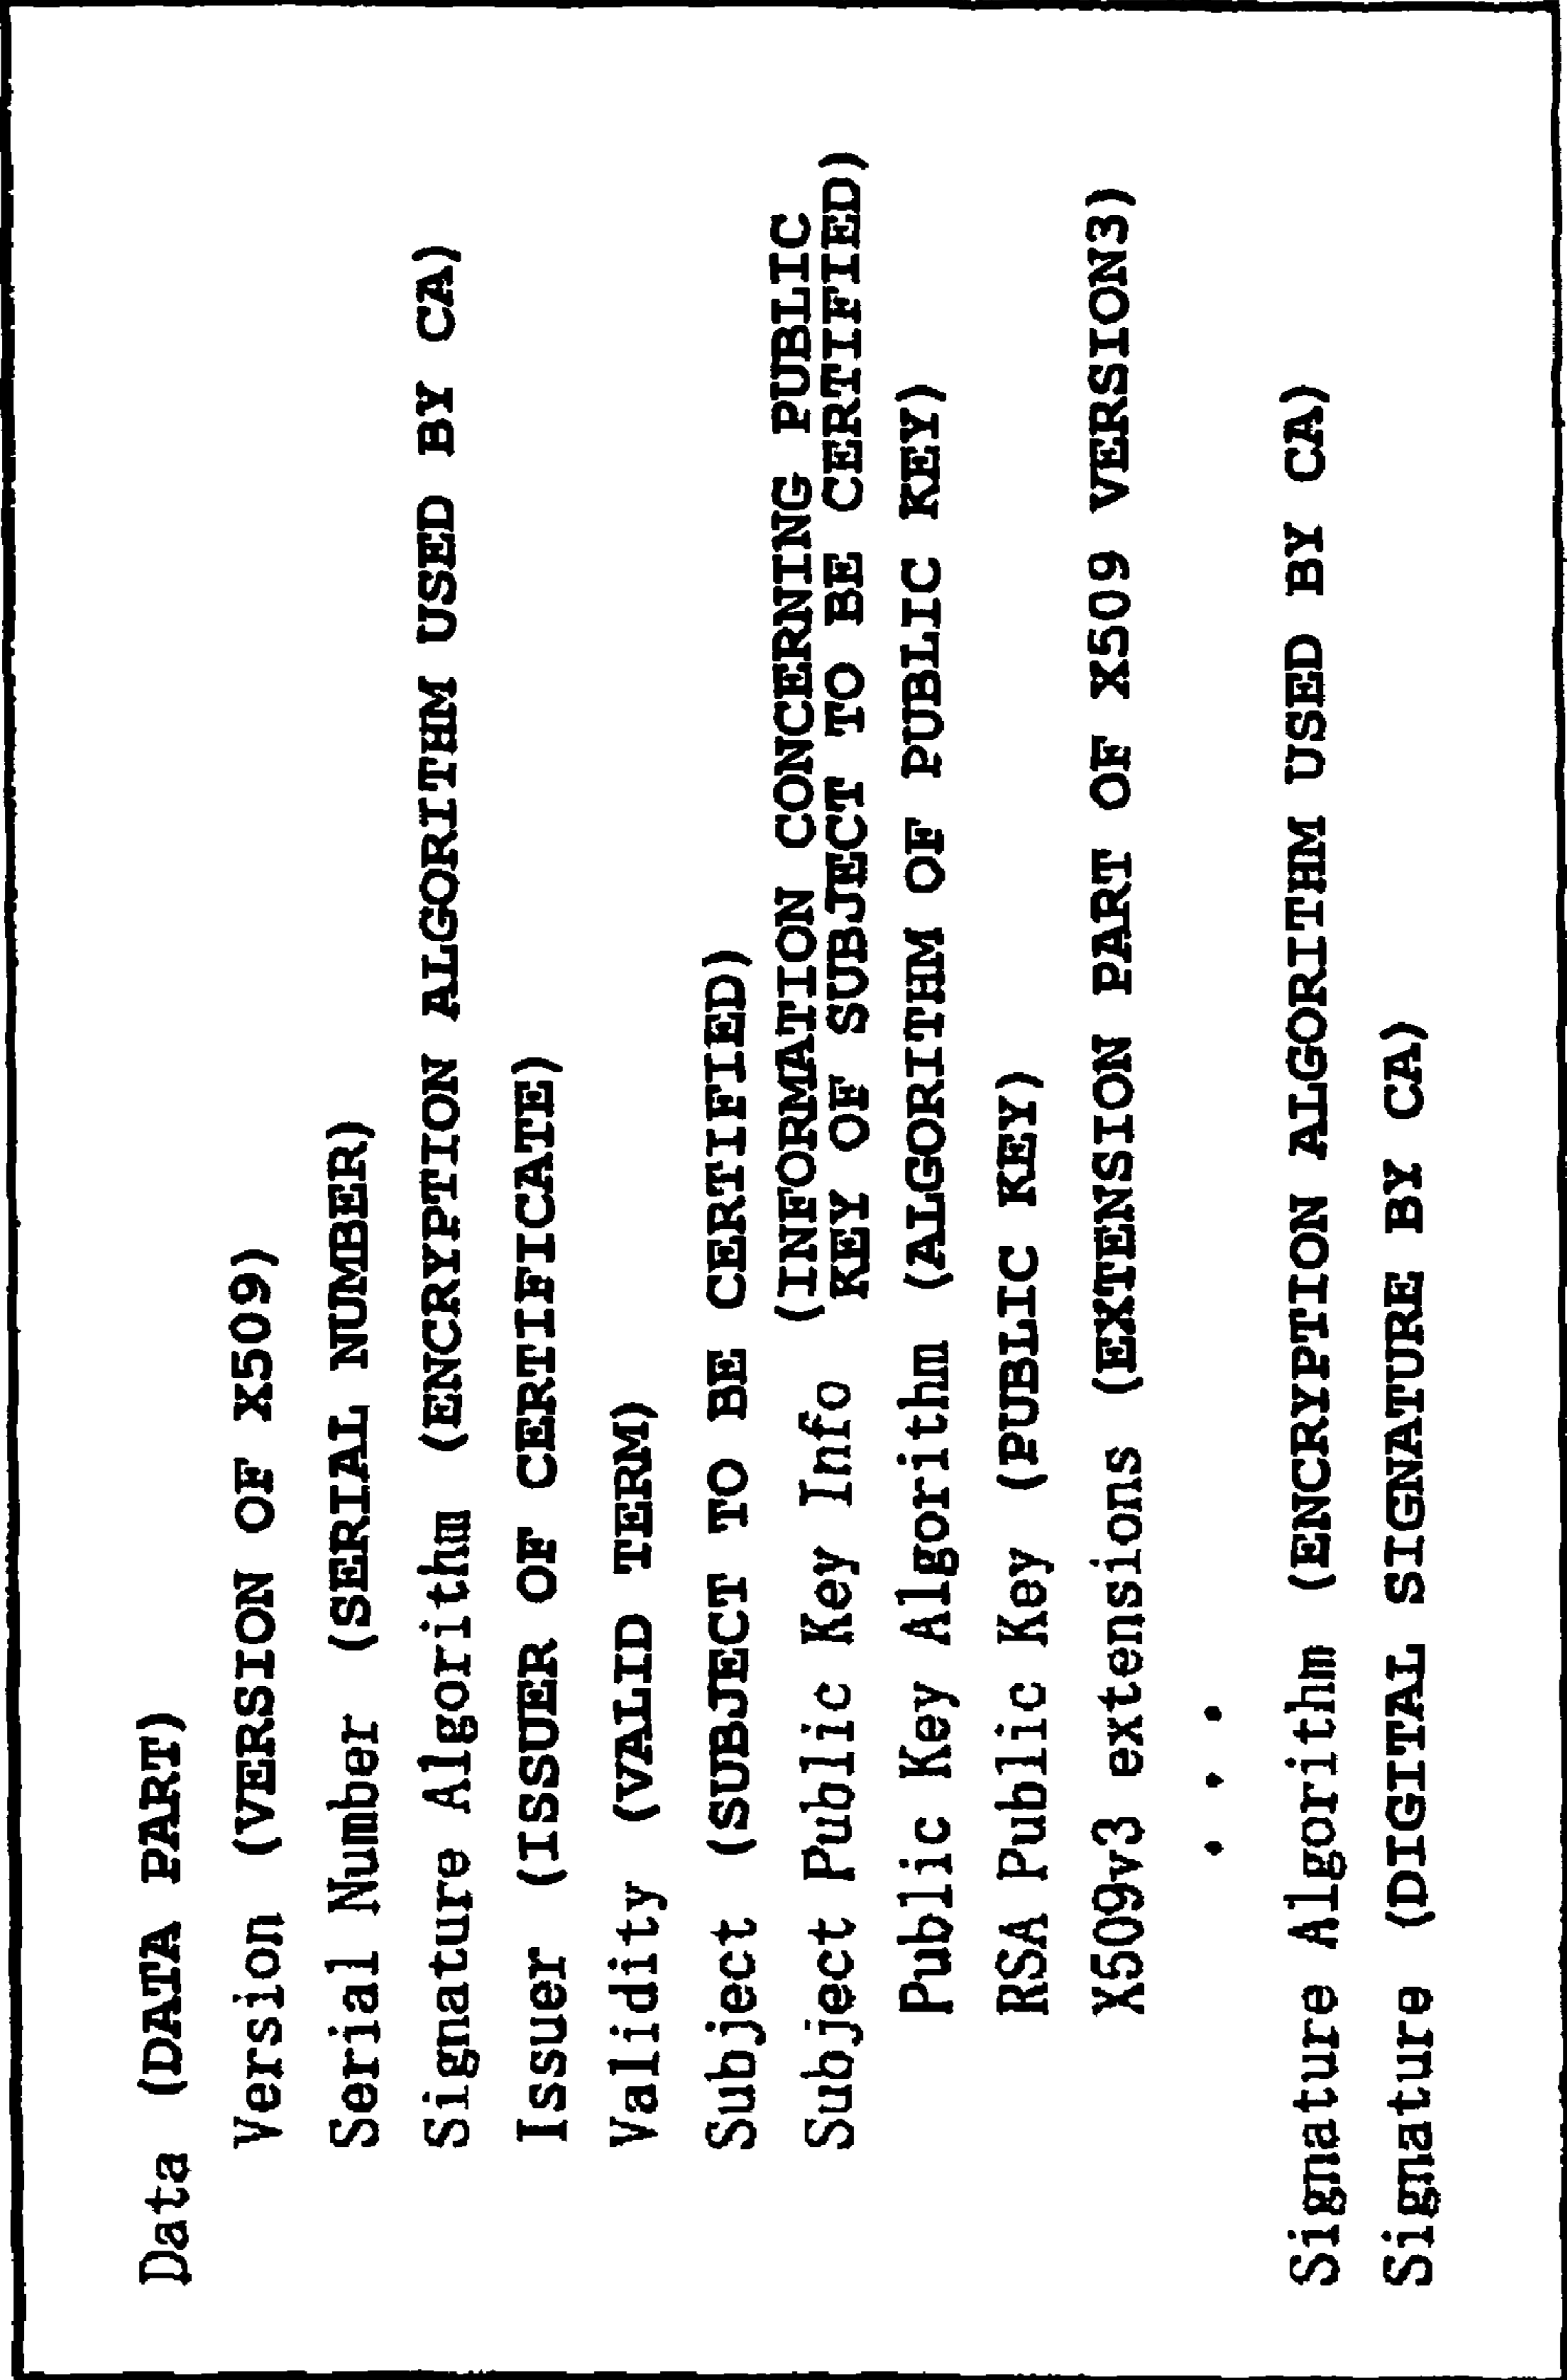 Data (DATA PART)
Version (VERSION OF X509)
Serial Number (SERIAL NUMBER)
Signature Algorithm (ENCRYPTION ALGORITHM USED BY CA)
Issuer (ISSUER OF CERTIFICATE)
Validity (VALID TERM)
Subject (SUBJECT TO BE CERTIFIED)
Subject Public Key Info (INFORMATION CONCERNING PUBLIC
KEY OF SUBJECT TO BE CERTIFIED)
Public Key Algorithm (ALGORITHM OF PUBLIC KEY)
RSA Public Key (PUBLIC KEY)
X509v3 extensions (EXTENSION PART OF X509 VERSION3)
...
Signature Algorithm (ENCRYPTION ALGORITHM USED BY CA)
Signature (DIGITAL SIGNATURE BY CA)